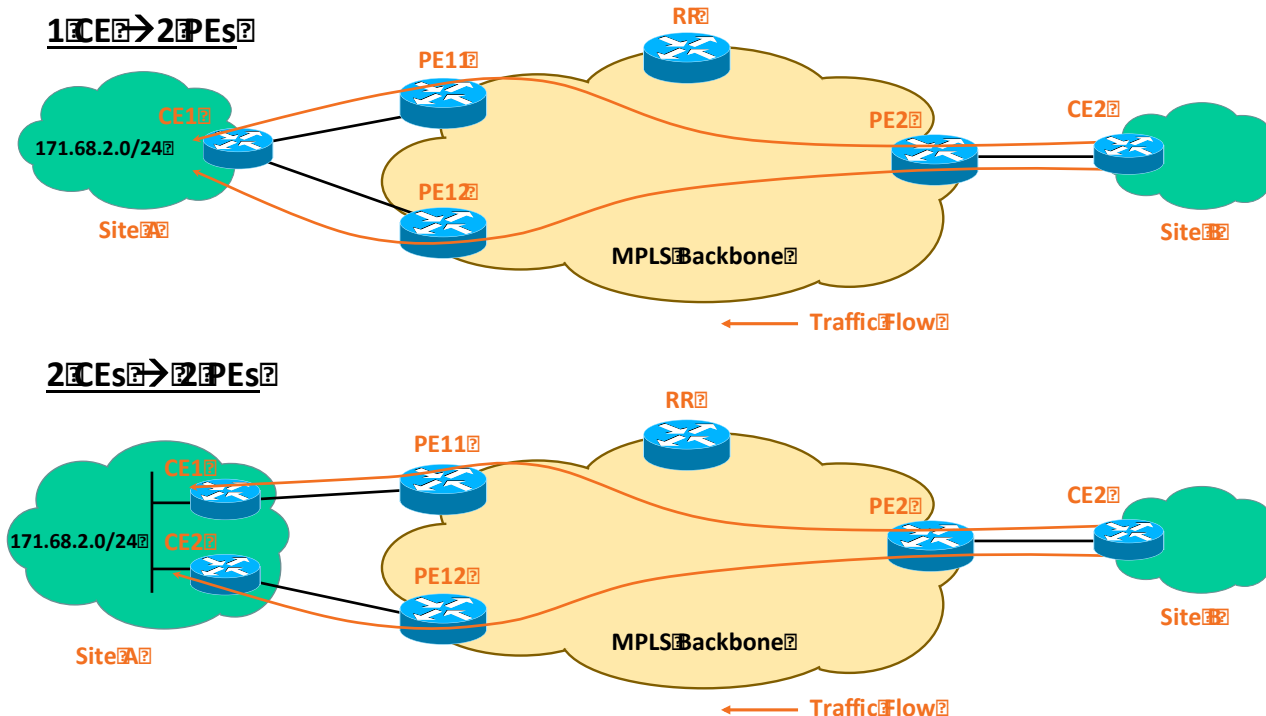 1 CE → 2 PEs
RR
PE11
CE1
PE2
CE2
171.68.2.0/24
PE12
Site A
Site B
MPLS Backbone
Traffic Flow
2 CEs → 2 PEs
RR
PE11
CE1
PE2
CE2
171.68.2.0/24
CE2
PE12
Site A
Site B
MPLS Backbone
Traffic Flow